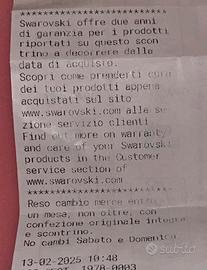 **************************
Swarovski offre due anni
di garanzia per i prodotti
riportati su questo scon
trino a decorrere dalla
data di acquisto.
Scopri come prenderti cura
dei tuoi prodotti appena
acquistati sul sito
www.swarovski.com alla se
zione servizio clienti
Find out more on warranty
and care of your Swarovski
products in the Customer
service section of
www.swarovski.com
**************************
Reso cambio merce entro
un mese, non oltre, con
confezione originale integra
e scontrino.
No cambi Sabato e Domenica
13-02-2025 10:48
1978-0003
subito